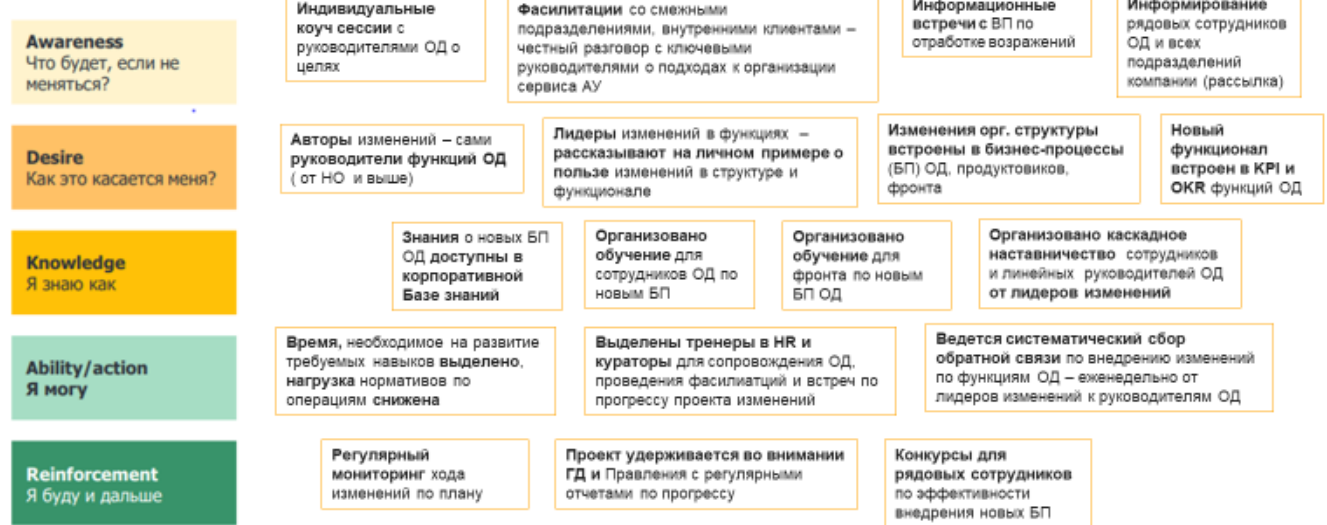 Awareness
Что будет, если не
меняться?
Индивидуальные
коуч сессии с
руководителями ОД о
целях
Фасилитации со смежными
подразделениями, внутренними клиентами –
честный разговор с ключевыми
руководителями о подходах к организации
сервиса АУ
Информационные
встречи с ВП по
отработке возражений
Информирование
рядовых сотрудников
ОД и всех
подразделений
компании (рассылка)
Desire
Как это касается меня?
Авторы изменений – сами
руководители функций ОД
( от НО и выше)
Лидеры изменений в функциях –
рассказывают на личном примере о
пользе изменений в структуре и
функционале
Изменения орг. структуры
встроены в бизнес-процессы
(БП) ОД, продуктовиков,
фронта
Новый
функционал
встроен в KPI и
OKR функций ОД
Knowledge
Я знаю как
Знания о новых БП
ОД доступны в
корпоративной
Базе знаний
Организовано
обучение для
сотрудников ОД по
новым БП
Организовано
обучение для
фронта по новым
БП ОД
Организовано каскадное
наставничество сотрудников
и линейных руководителей ОД
от лидеров изменений
Ability/action
Я могу
Время, необходимое на развитие
требуемых навыков выделено,
нагрузка нормативов по
операциям снижена
Выделены тренеры в HR и
кураторы для сопровождения ОД,
проведения фасилиатций и встреч по
прогрессу проекта изменений
Ведется систематический сбор
обратной связи по внедрению изменений
по функциям ОД – еженедельно от
лидеров изменений к руководителям ОД
Reinforcement
Я буду и дальше
Регулярный
мониторинг хода
изменений по плану
Проект удерживается во внимании
ГД и Правления с регулярными
отчетами по прогрессу
Конкурсы для
рядовых сотрудников
по эффективности
внедрения новых БП